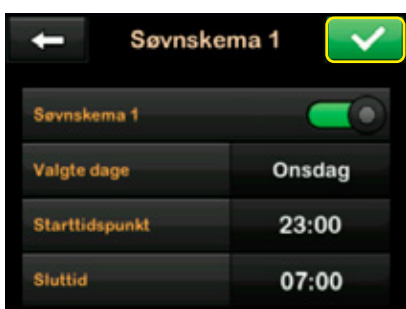 Søvnskema 1
Søvnskema 1
Valgte dage Onsdag
Starttidspunkt 23:00
Sluttid 07:00